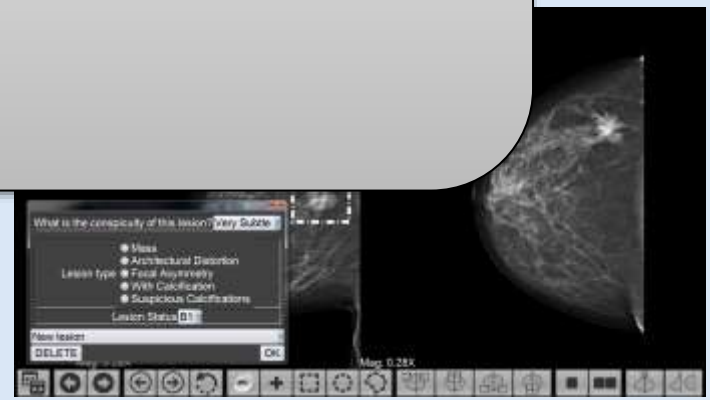 What is the conspicuity of this lesion? Very Subtle
Mass
Architectural Distortion
Lesion type Focal Asymmetry
With Calcification
Suspicious Calcifications
Lesion Status B1
New lesion
DELETE OK
Mag: 0.28X